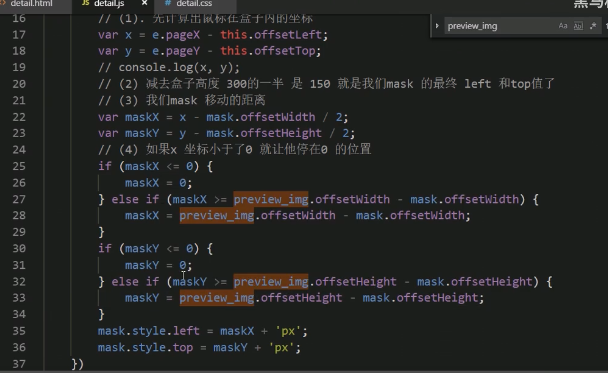 detail.html JS detail.js × # detail.css
preview_img Aa Abl .*
16 // (1). 先计算出鼠标在盒子内的坐标
17 var x = e.pageX - this.offsetLeft;
18 var y = e.pageY - this.offsetTop;
19 // console.log(x, y);
20 // (2) 减去盒子高度 300的一半 是 150 就是我们mask 的最终 left 和top值了
21 // (3) 我们mask 移动的距离
22 var maskX = x - mask.offsetWidth / 2;
23 var maskY = y - mask.offsetHeight / 2;
24 // (4) 如果x 坐标小于了0 就让他停在0 的位置
25 if (maskX <= 0) {
26 maskX = 0;
27 } else if (maskX >= preview_img.offsetWidth - mask.offsetWidth) {
28 maskX = preview_img.offsetWidth - mask.offsetWidth;
29 }
30 if (maskY <= 0) {
31 maskY = 0;
32 } else if (maskY >= preview_img.offsetHeight - mask.offsetHeight) {
33 maskY = preview_img.offsetHeight - mask.offsetHeight;
34 }
35 mask.style.left = maskX + 'px';
36 mask.style.top = maskY + 'px';
37 })